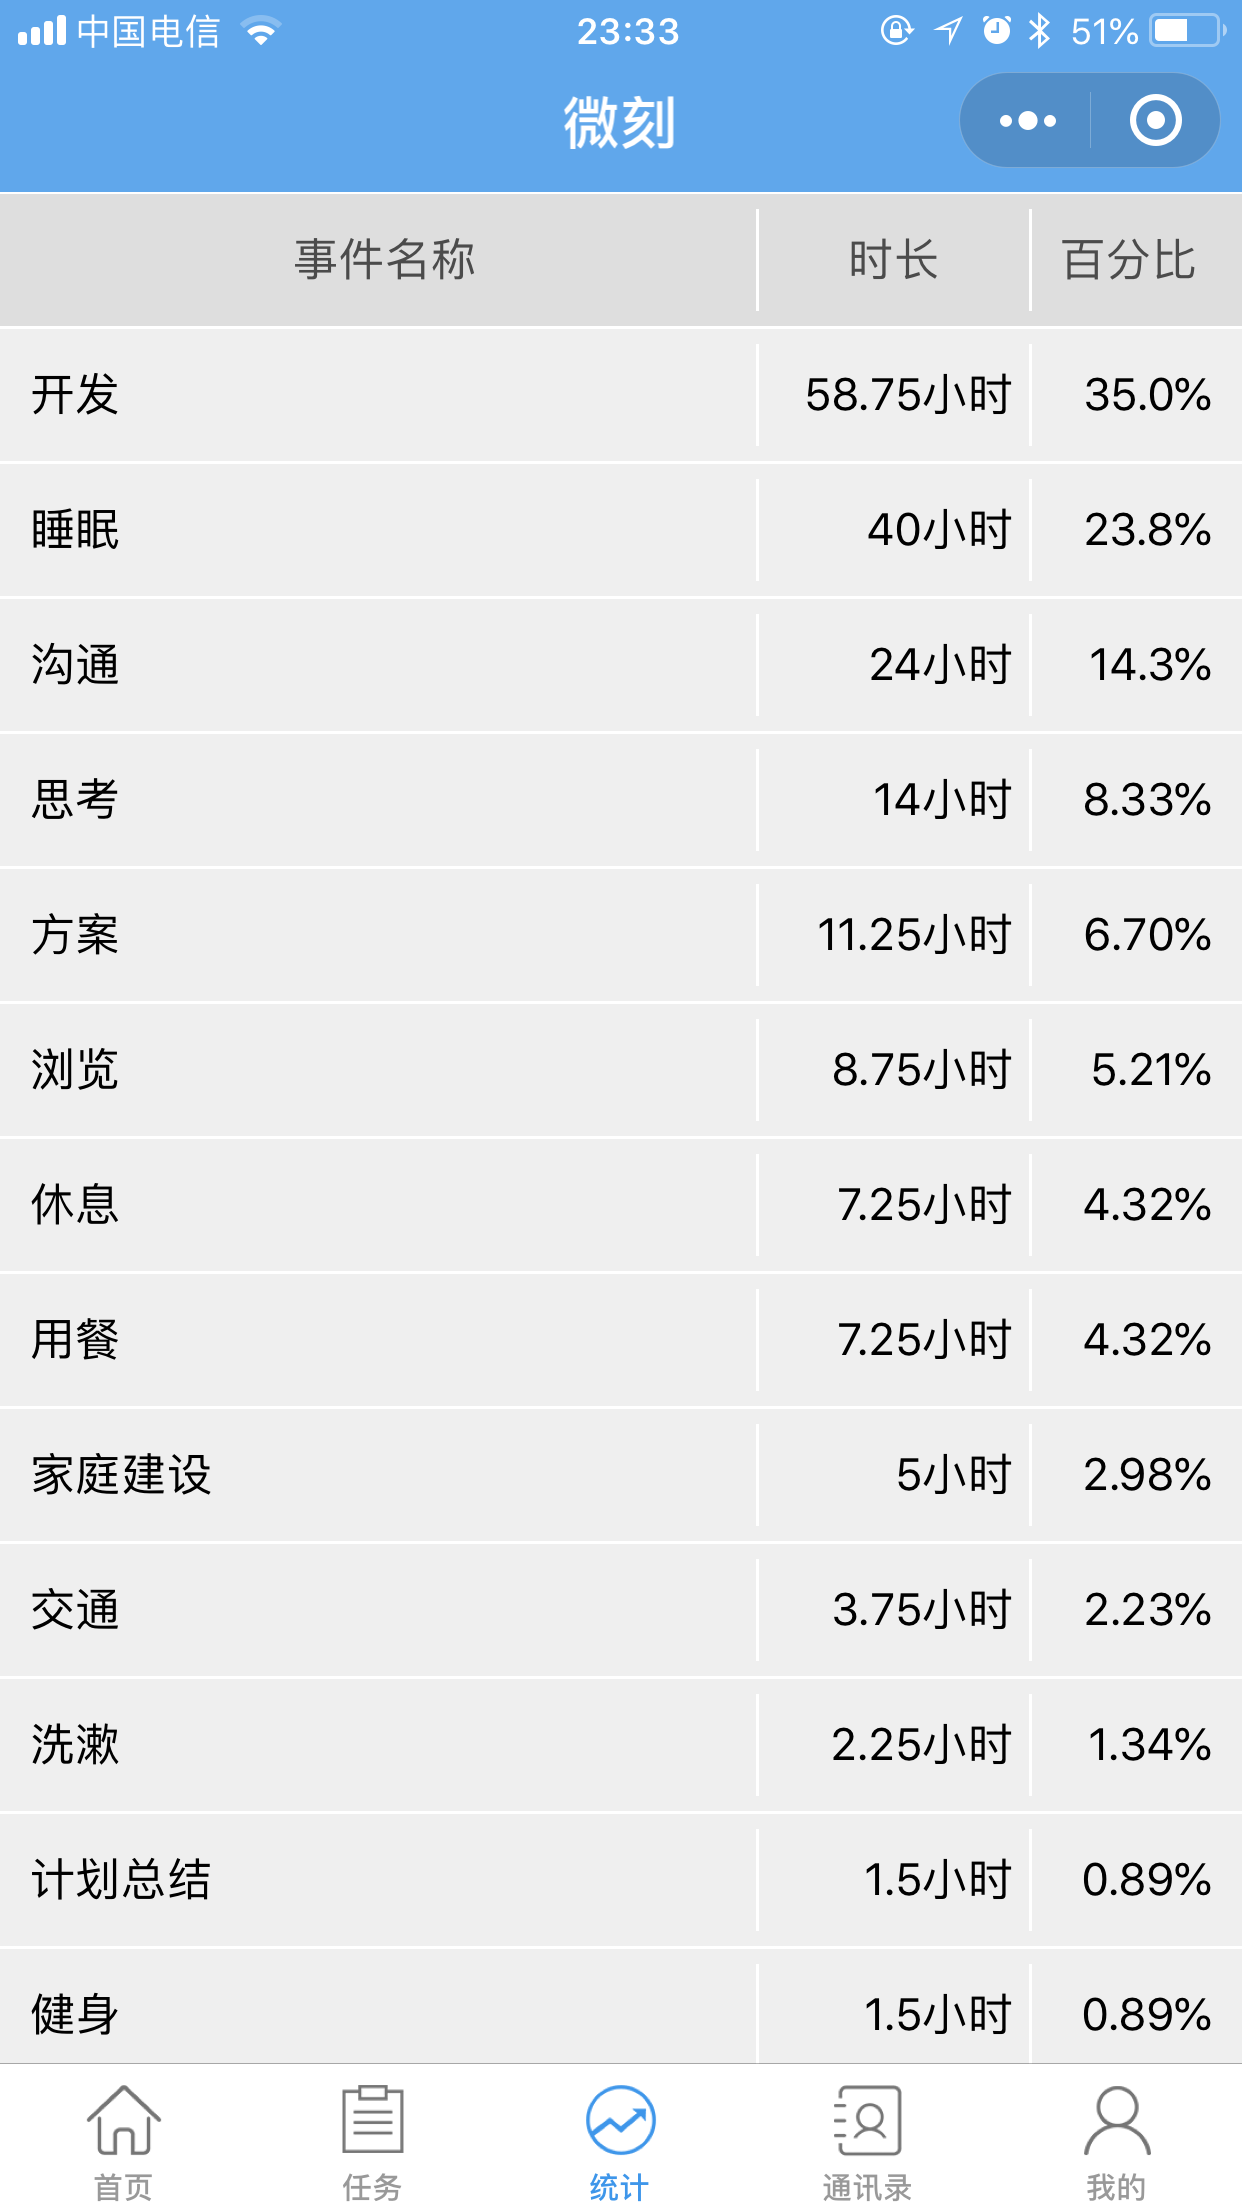 中国电信 23:33 51%
微刻
事件名称 时长 百分比
开发 58.75小时 35.0%
睡眠 40小时 23.8%
沟通 24小时 14.3%
思考 14小时 8.33%
方案 11.25小时 6.70%
浏览 8.75小时 5.21%
休息 7.25小时 4.32%
用餐 7.25小时 4.32%
家庭建设 5小时 2.98%
交通 3.75小时 2.23%
洗漱 2.25小时 1.34%
计划总结 1.5小时 0.89%
健身 1.5小时 0.89%
首页 任务 统计 通讯录 我的